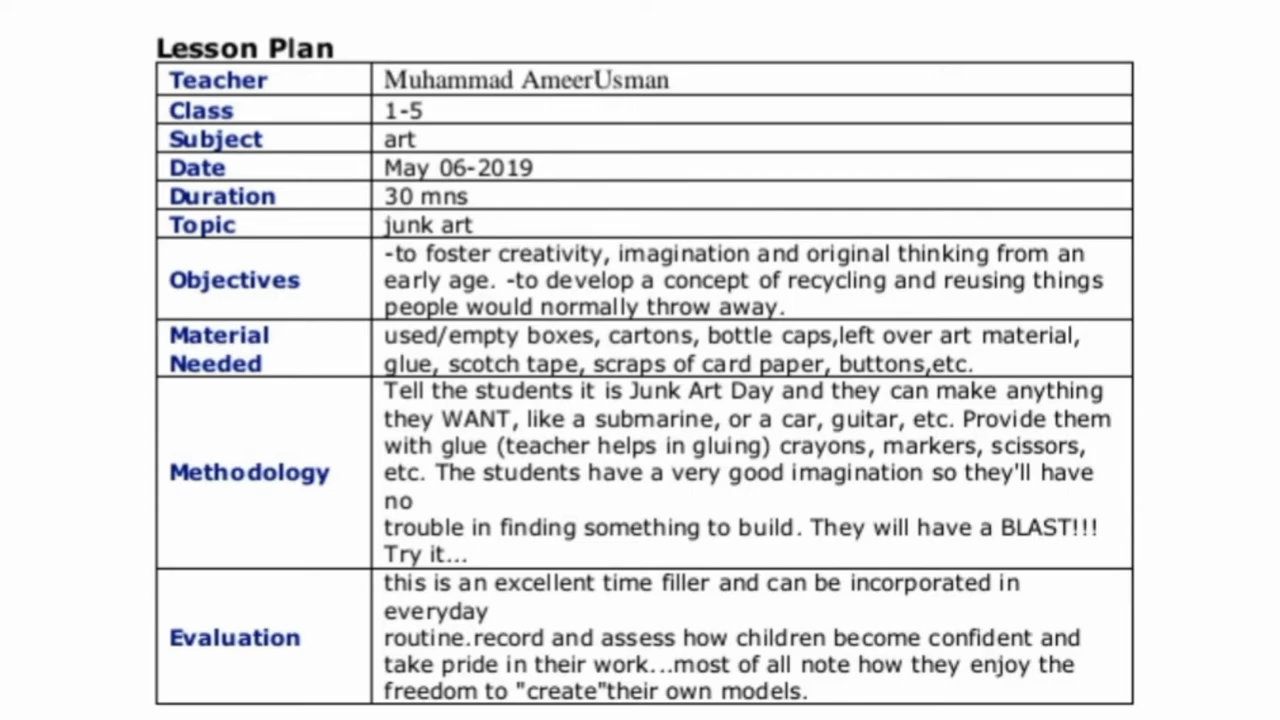 Lesson Plan
Teacher Muhammad AmeerUsman
Class 1-5
Subject art
Date May 06-2019
Duration 30 mns
Topic junk art
Objectives
-to foster creativity, imagination and original thinking from an
early age. -to develop a concept of recycling and reusing things
people would normally throw away.
Material
Needed
used/empty boxes, cartons, bottle caps,left over art material,
glue, scotch tape, scraps of card paper, buttons,etc.
Methodology
Tell the students it is Junk Art Day and they can make anything
they WANT, like a submarine, or a car, guitar, etc. Provide them
with glue (teacher helps in gluing) crayons, markers, scissors,
etc. The students have a very good imagination so they'll have
no
trouble in finding something to build. They will have a BLAST!!!
Try it...
Evaluation
this is an excellent time filler and can be incorporated in
everyday
routine.record and assess how children become confident and
take pride in their work...most of all note how they enjoy the
freedom to "create"their own models.